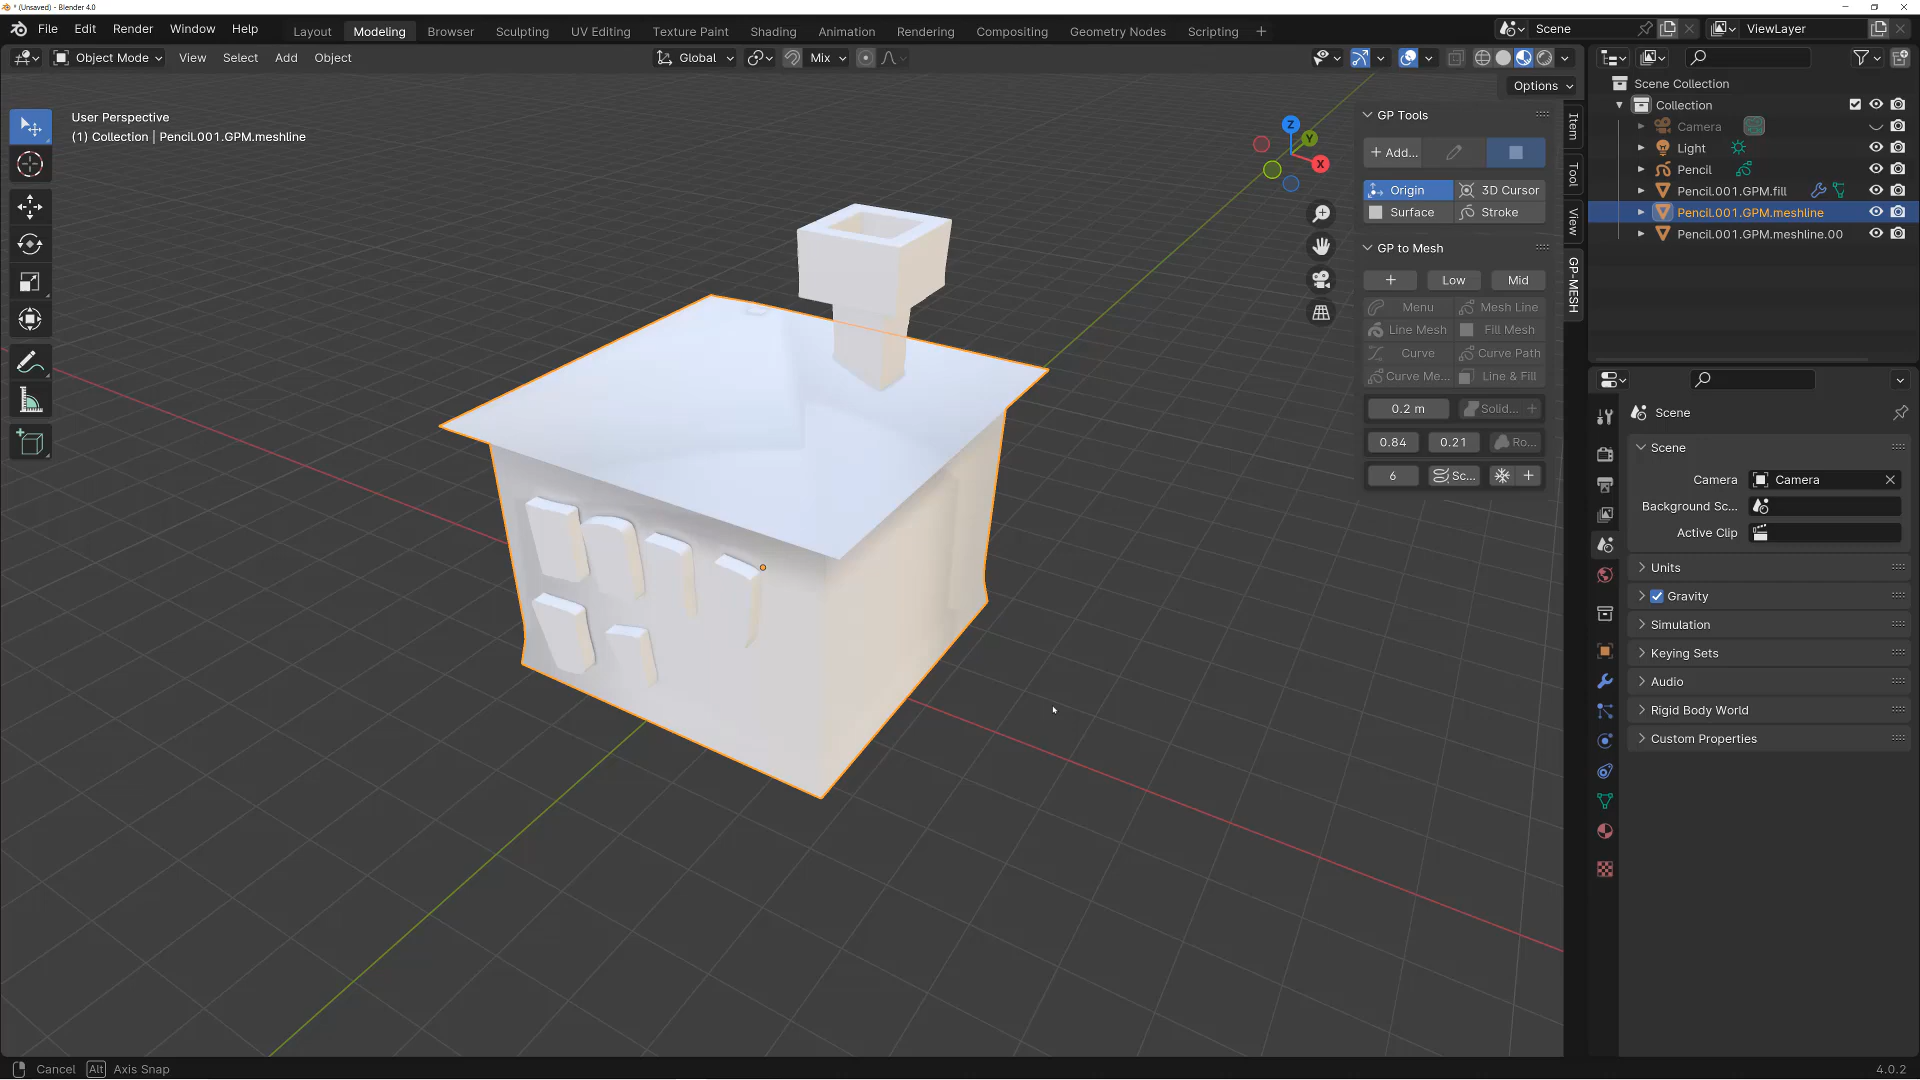 * (Unsaved) - Blender 4.0
File Edit Render Window Help
Layout Modeling Browser Sculpting UV Editing Texture Paint Shading Animation Rendering Compositing Geometry Nodes Scripting +
Scene
ViewLayer
Object Mode View Select Add Object
Global
Mix
Options
User Perspective
(1) Collection | Pencil.001.GPM.meshline
Z
Y
X
GP Tools
+ Add...
Origin 3D Cursor
Surface Stroke
GP to Mesh
+ Low Mid
Menu Mesh Line
Line Mesh Fill Mesh
Curve Curve Path
Curve Me... Line & Fill
0.2 m Solid... +
0.84 0.21 Ro...
6 Sc... +
Item
Tool
View
GP-MESH
Scene Collection
Collection
Camera
Light
Pencil
Pencil.001.GPM.fill
Pencil.001.GPM.meshline
Pencil.001.GPM.meshline.00
Scene
Scene
Camera Camera
Background Sc...
Active Clip
Units
Gravity
Simulation
Keying Sets
Audio
Rigid Body World
Custom Properties
Cancel Alt Axis Snap
4.0.2